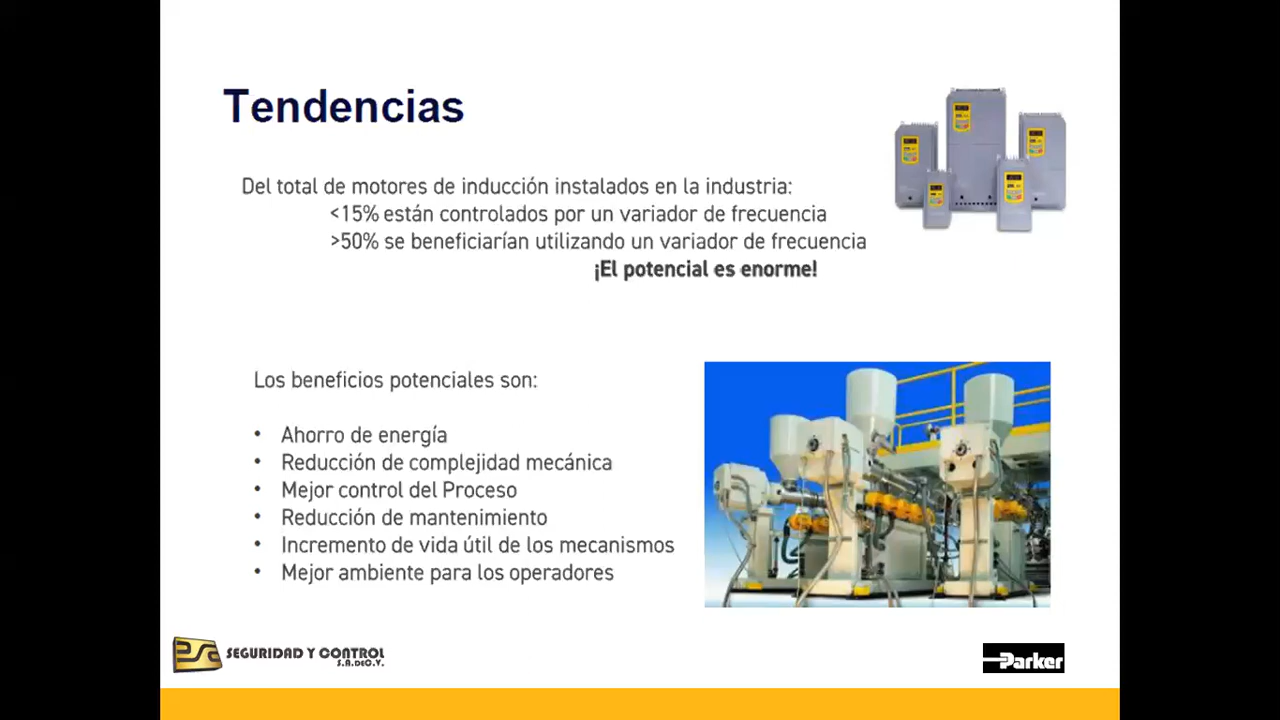 Tendencias
Del total de motores de inducción instalados en la industria:
<15% están controlados por un variador de frecuencia
>50% se beneficiarían utilizando un variador de frecuencia
¡El potencial es enorme!
Los beneficios potenciales son:
• Ahorro de energía
• Reducción de complejidad mecánica
• Mejor control del Proceso
• Reducción de mantenimiento
• Incremento de vida útil de los mecanismos
• Mejor ambiente para los operadores
SEGURIDAD Y CONTROL
S.A. DE C.V.
Parker